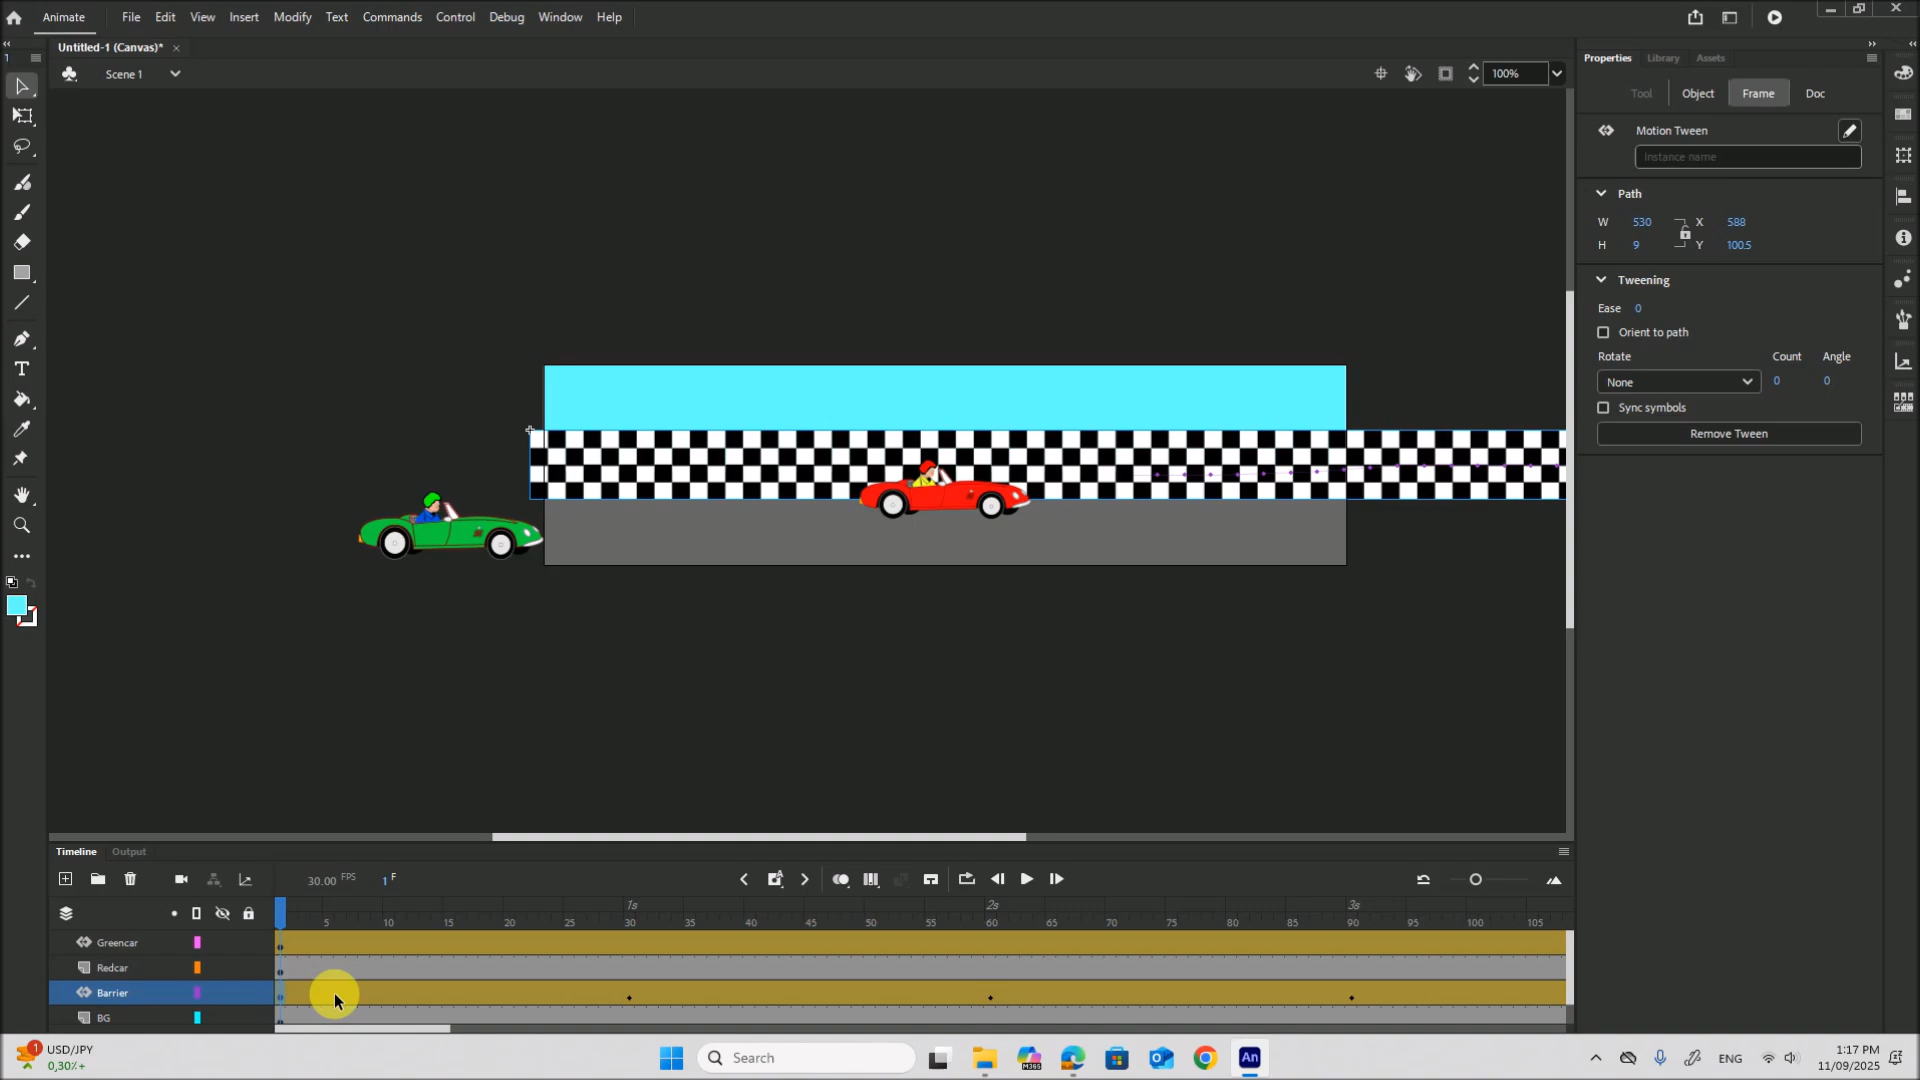 Animate File Edit View Insert Modify Text Commands Control Debug Window Help
Untitled-1 (Canvas)* ×
Scene 1
100%
Properties Library Assets
Tool Object Frame Doc
Motion Tween
Instance name
Path
W 530 X 588
H 9 Y 100.5
Tweening
Ease 0
Orient to path
Rotate Count Angle
None 0 0
Sync symbols
Remove Tween
Timeline Output
30.00 FPS 1 F
1s 2s 3s
5 10 15 20 25 30 35 40 45 50 55 60 65 70 75 80 85 90 95 100 105
Greencar
Redcar
Barrier
BG
1
USD/JPY
0,30%+
Search
M365
An
ENG
1:17 PM
11/09/2025